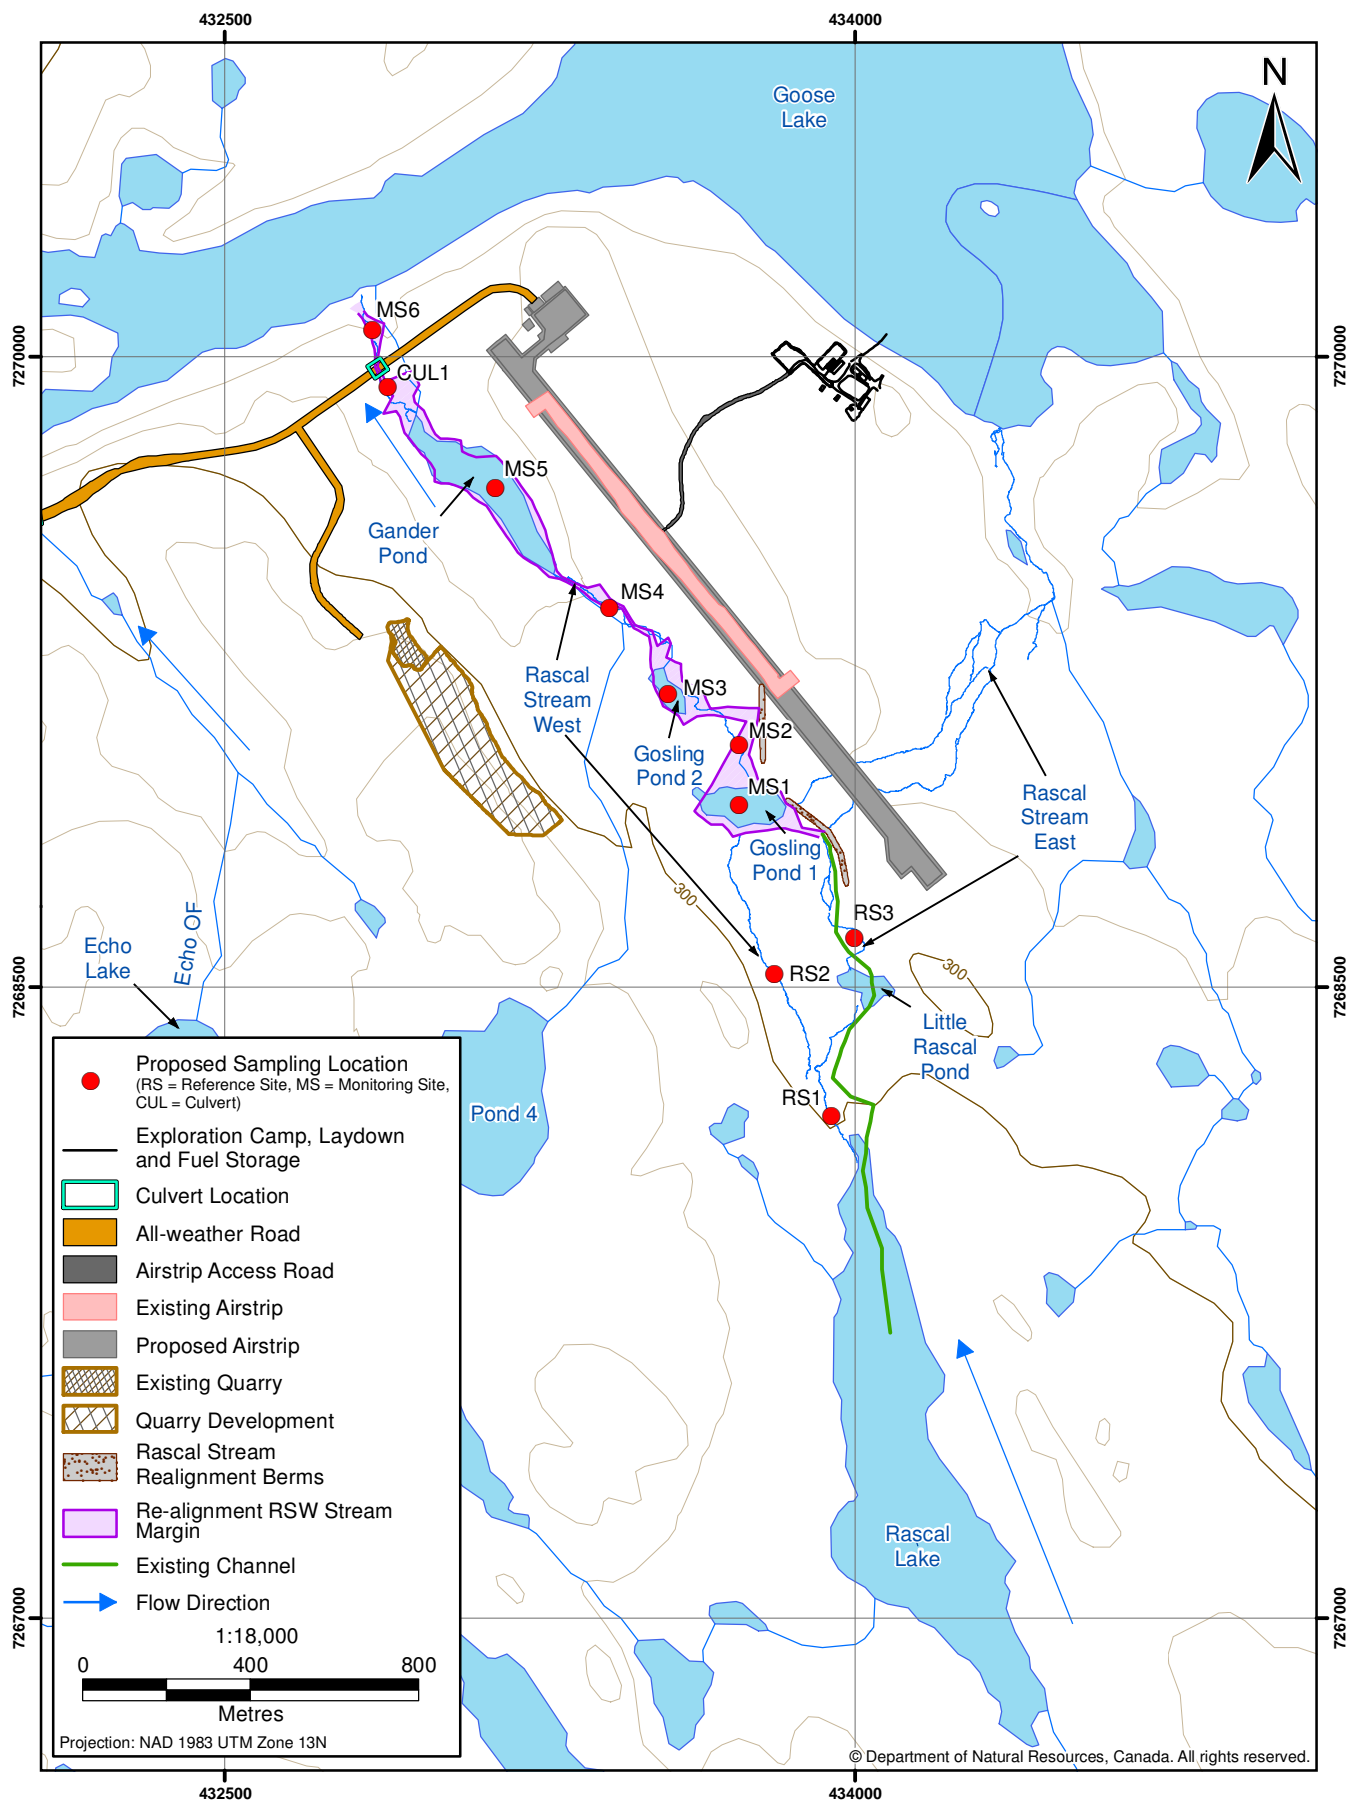 432500
434000
Goose
Lake
N
7270000
7270000
MS6
CUL1
MS5
Gander
Pond
MS4
Rascal
Stream
West
MS3
Gosling
Pond 2
MS2
MS1
Gosling
Pond 1
Rascal
Stream
East
300
RS3
Echo OF
Echo
Lake
RS2
300
7268500
7268500
Little
Rascal
Pond
RS1
Pond 4
Proposed Sampling Location
(RS = Reference Site, MS = Monitoring Site,
CUL = Culvert)
Exploration Camp, Laydown
and Fuel Storage
Culvert Location
All-weather Road
Airstrip Access Road
Existing Airstrip
Proposed Airstrip
Existing Quarry
Quarry Development
Rascal Stream
Realignment Berms
Re-alignment RSW Stream
Margin
Existing Channel
Flow Direction
Rascal
Lake
7267000
7267000
1:18,000
0 400 800
Metres
Projection: NAD 1983 UTM Zone 13N
© Department of Natural Resources, Canada. All rights reserved.
432500
434000